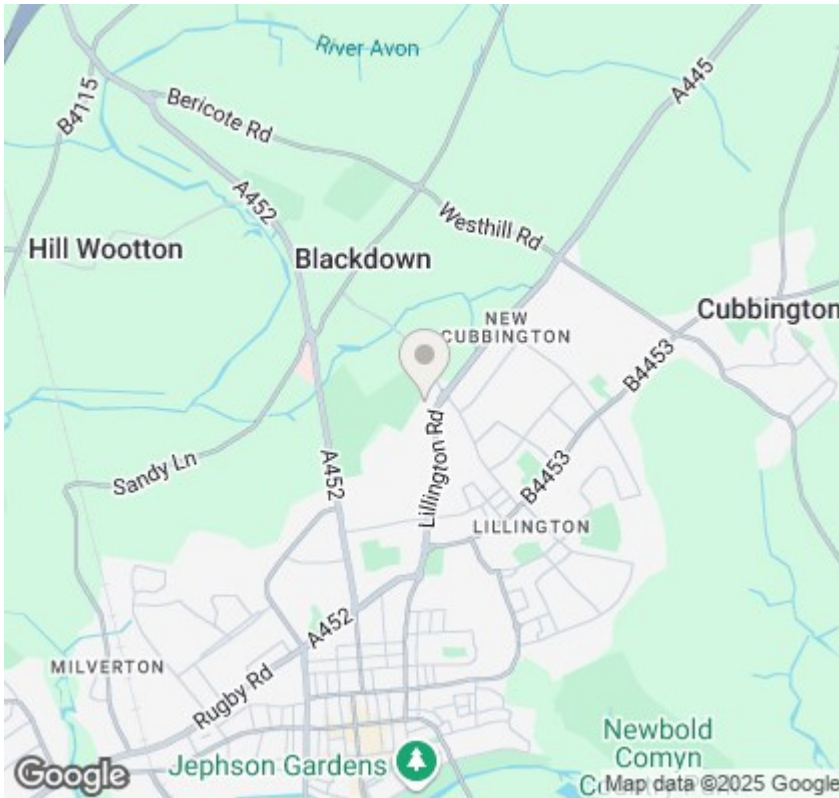 River Avon
A445
B4115
Bericote Rd
A452
Westhill Rd
Hill Wootton
Blackdown
Cubbington
NEW
CUBBINGTON
B4453
Sandy Ln
A452
Lillington Rd
B4453
LILLINGTON
A452
MILVERTON
Rugby Rd
Newbold
Comyn
Jephson Gardens
Google
Map data ©2025 Google